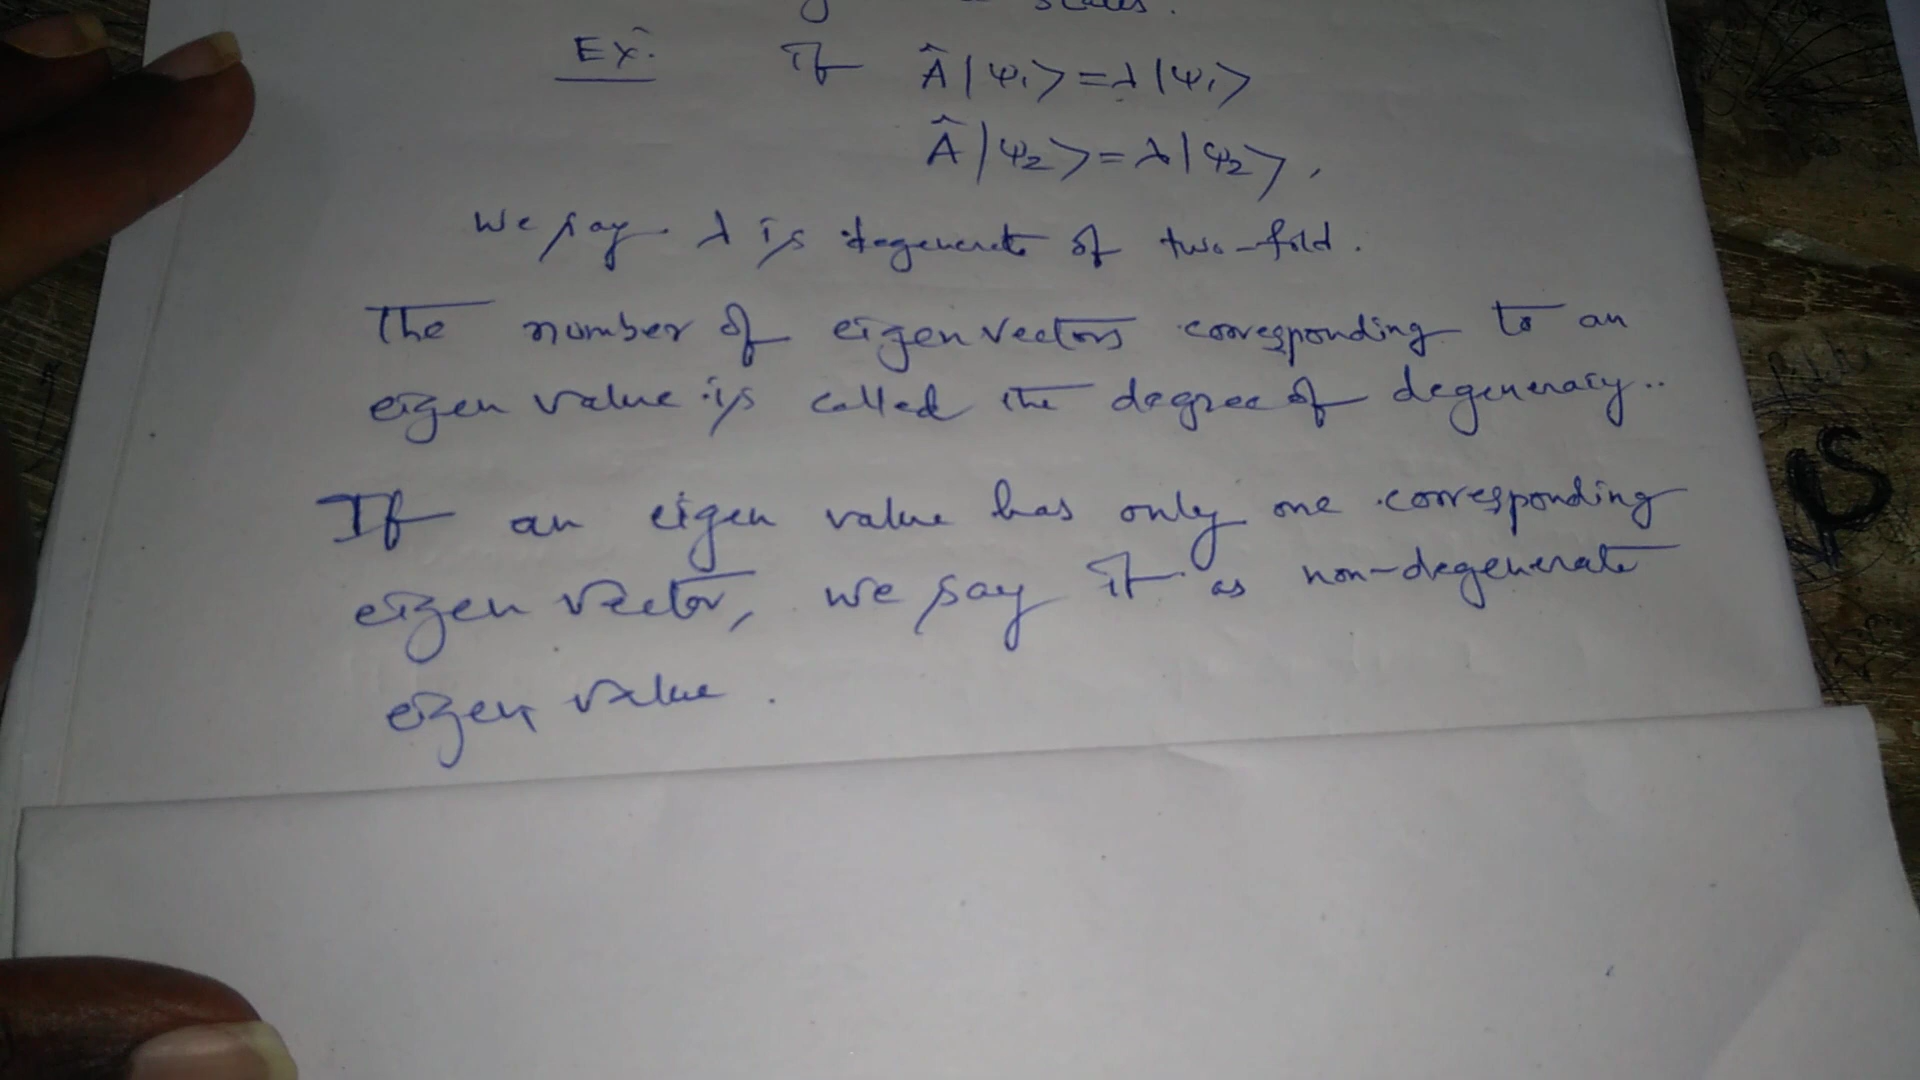 states.
Ex: If Â|ψ₁> = λ|ψ₁>
Â|ψ₂> = λ|ψ₂>,
We say λ is degenerate of two-fold.
The number of eigen vectors corresponding to an
eigen value is called the degree of degeneracy..
If an eigen value has only one corresponding
eigen vector, we say it as non-degenerate
eigen value.